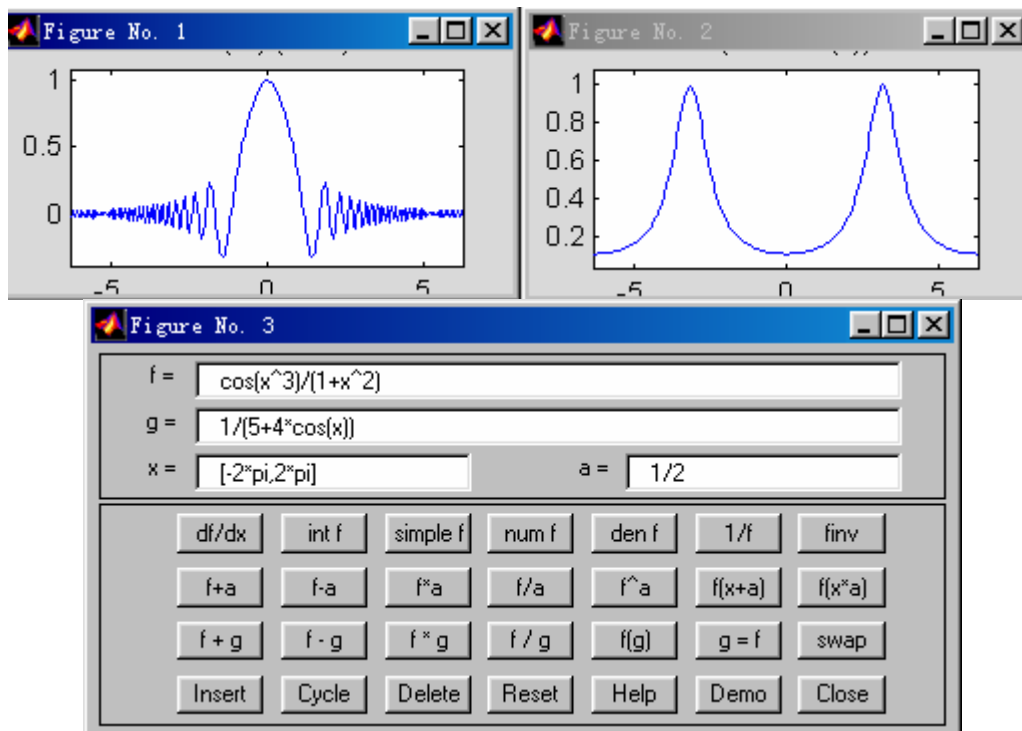 Figure No. 1
1
0.5
0
-5 0 5
Figure No. 2
1
0.8
0.6
0.4
0.2
-5 0 5
Figure No. 3
f = cos(x^3)/(1+x^2)
g = 1/(5+4*cos(x))
x = [-2*pi,2*pi] a = 1/2
df/dx int f simple f num f den f 1/f finv
f+a f-a f*a f/a f^a f(x+a) f(x*a)
f + g f - g f * g f / g f(g) g = f swap
Insert Cycle Delete Reset Help Demo Close